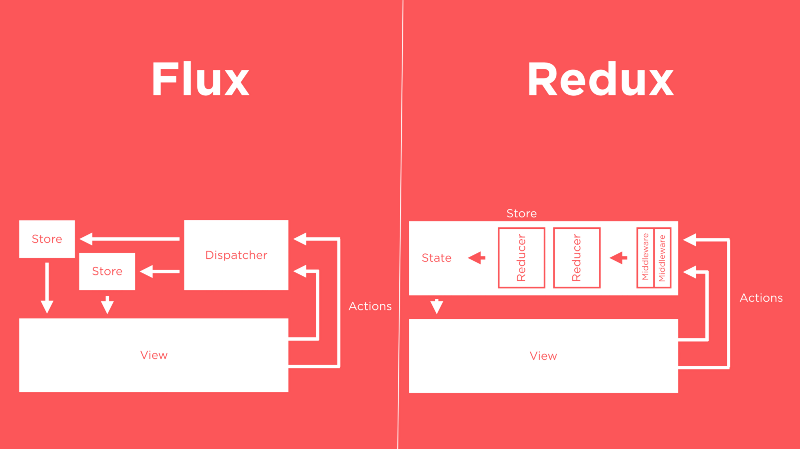 Flux
Store
Store
Dispatcher
Actions
View
Redux
Store
State
Reducer
Reducer
Middleware
Middleware
Actions
View